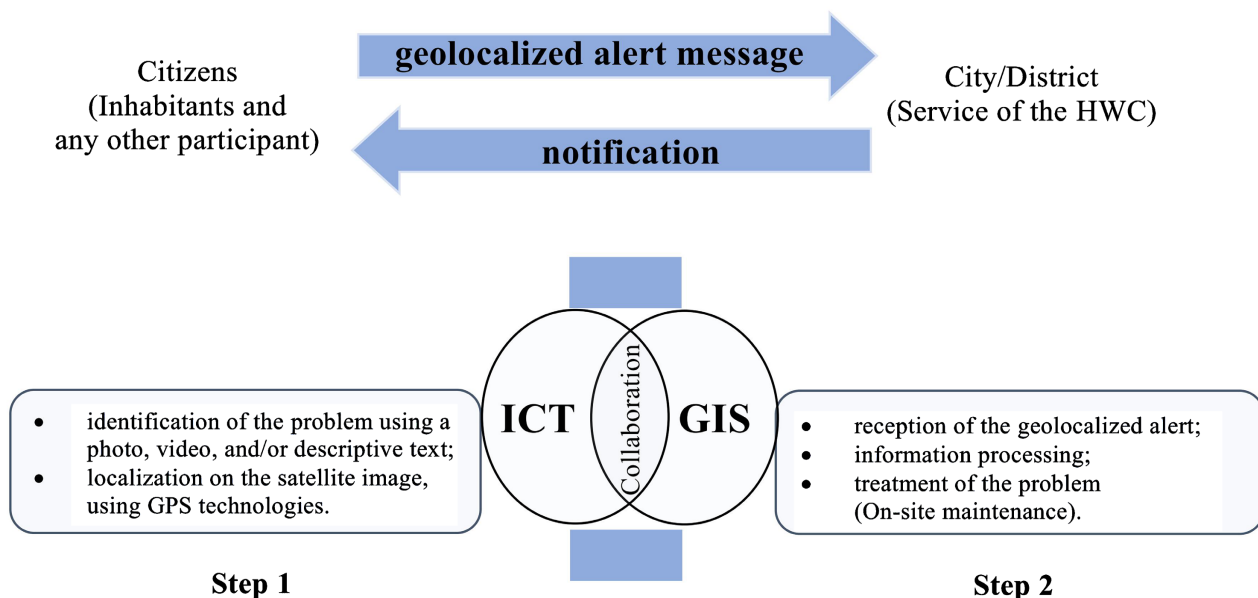 geolocalized alert message
Citizens
(Inhabitants and
any other participant)
City/District
(Service of the HWC)
notification
• identification of the problem using a
photo, video, and/or descriptive text;
• localization on the satellite image,
using GPS technologies.
ICT
Collaboration
GIS
• reception of the geolocalized alert;
• information processing;
• treatment of the problem
(On-site maintenance).
Step 1
Step 2